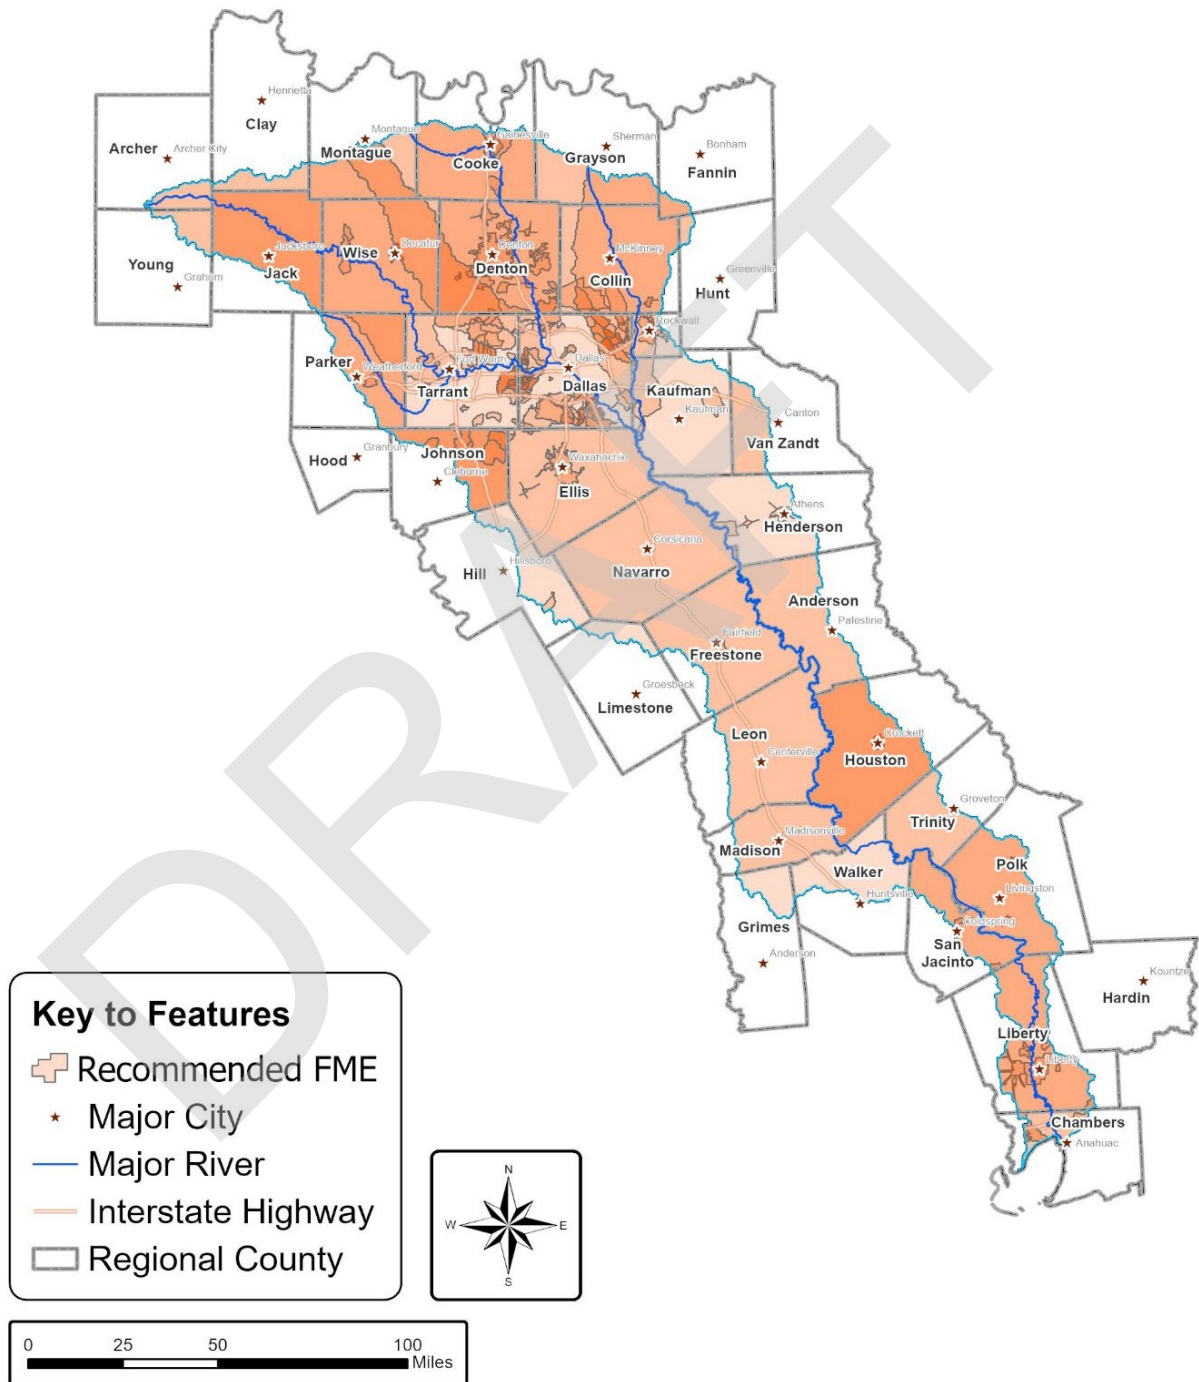 Henrietta
Clay
Montague
Montague
Gainesville
Cooke
Sherman
Grayson
Bonham
Fannin
Archer
Archer City
Young
Graham
Jacksboro
Jack
Wise
Decatur
Denton
Denton
McKinney
Collin
Greenville
Hunt
Rockwall
Parker
Weatherford
Fort Worth
Tarrant
Dallas
Dallas
Kaufman
Kaufman
Canton
Van Zandt
Granbury
Hood
Johnson
Cleburne
Waxahachie
Ellis
Athens
Henderson
Hillsboro
Hill
Corsicana
Navarro
Anderson
Palestine
Fairfield
Freestone
Groesbeck
Limestone
Leon
Centerville
Crockett
Houston
Madisonville
Madison
Groveton
Trinity
Walker
Huntsville
Polk
Livingston
Grimes
Anderson
Coldspring
San
Jacinto
Kountze
Hardin
Liberty
Liberty
Chambers
Anahuac
DRAFT
Key to Features
Recommended FME
Major City
Major River
Interstate Highway
Regional County
N
W E
S
0 25 50 100
Miles